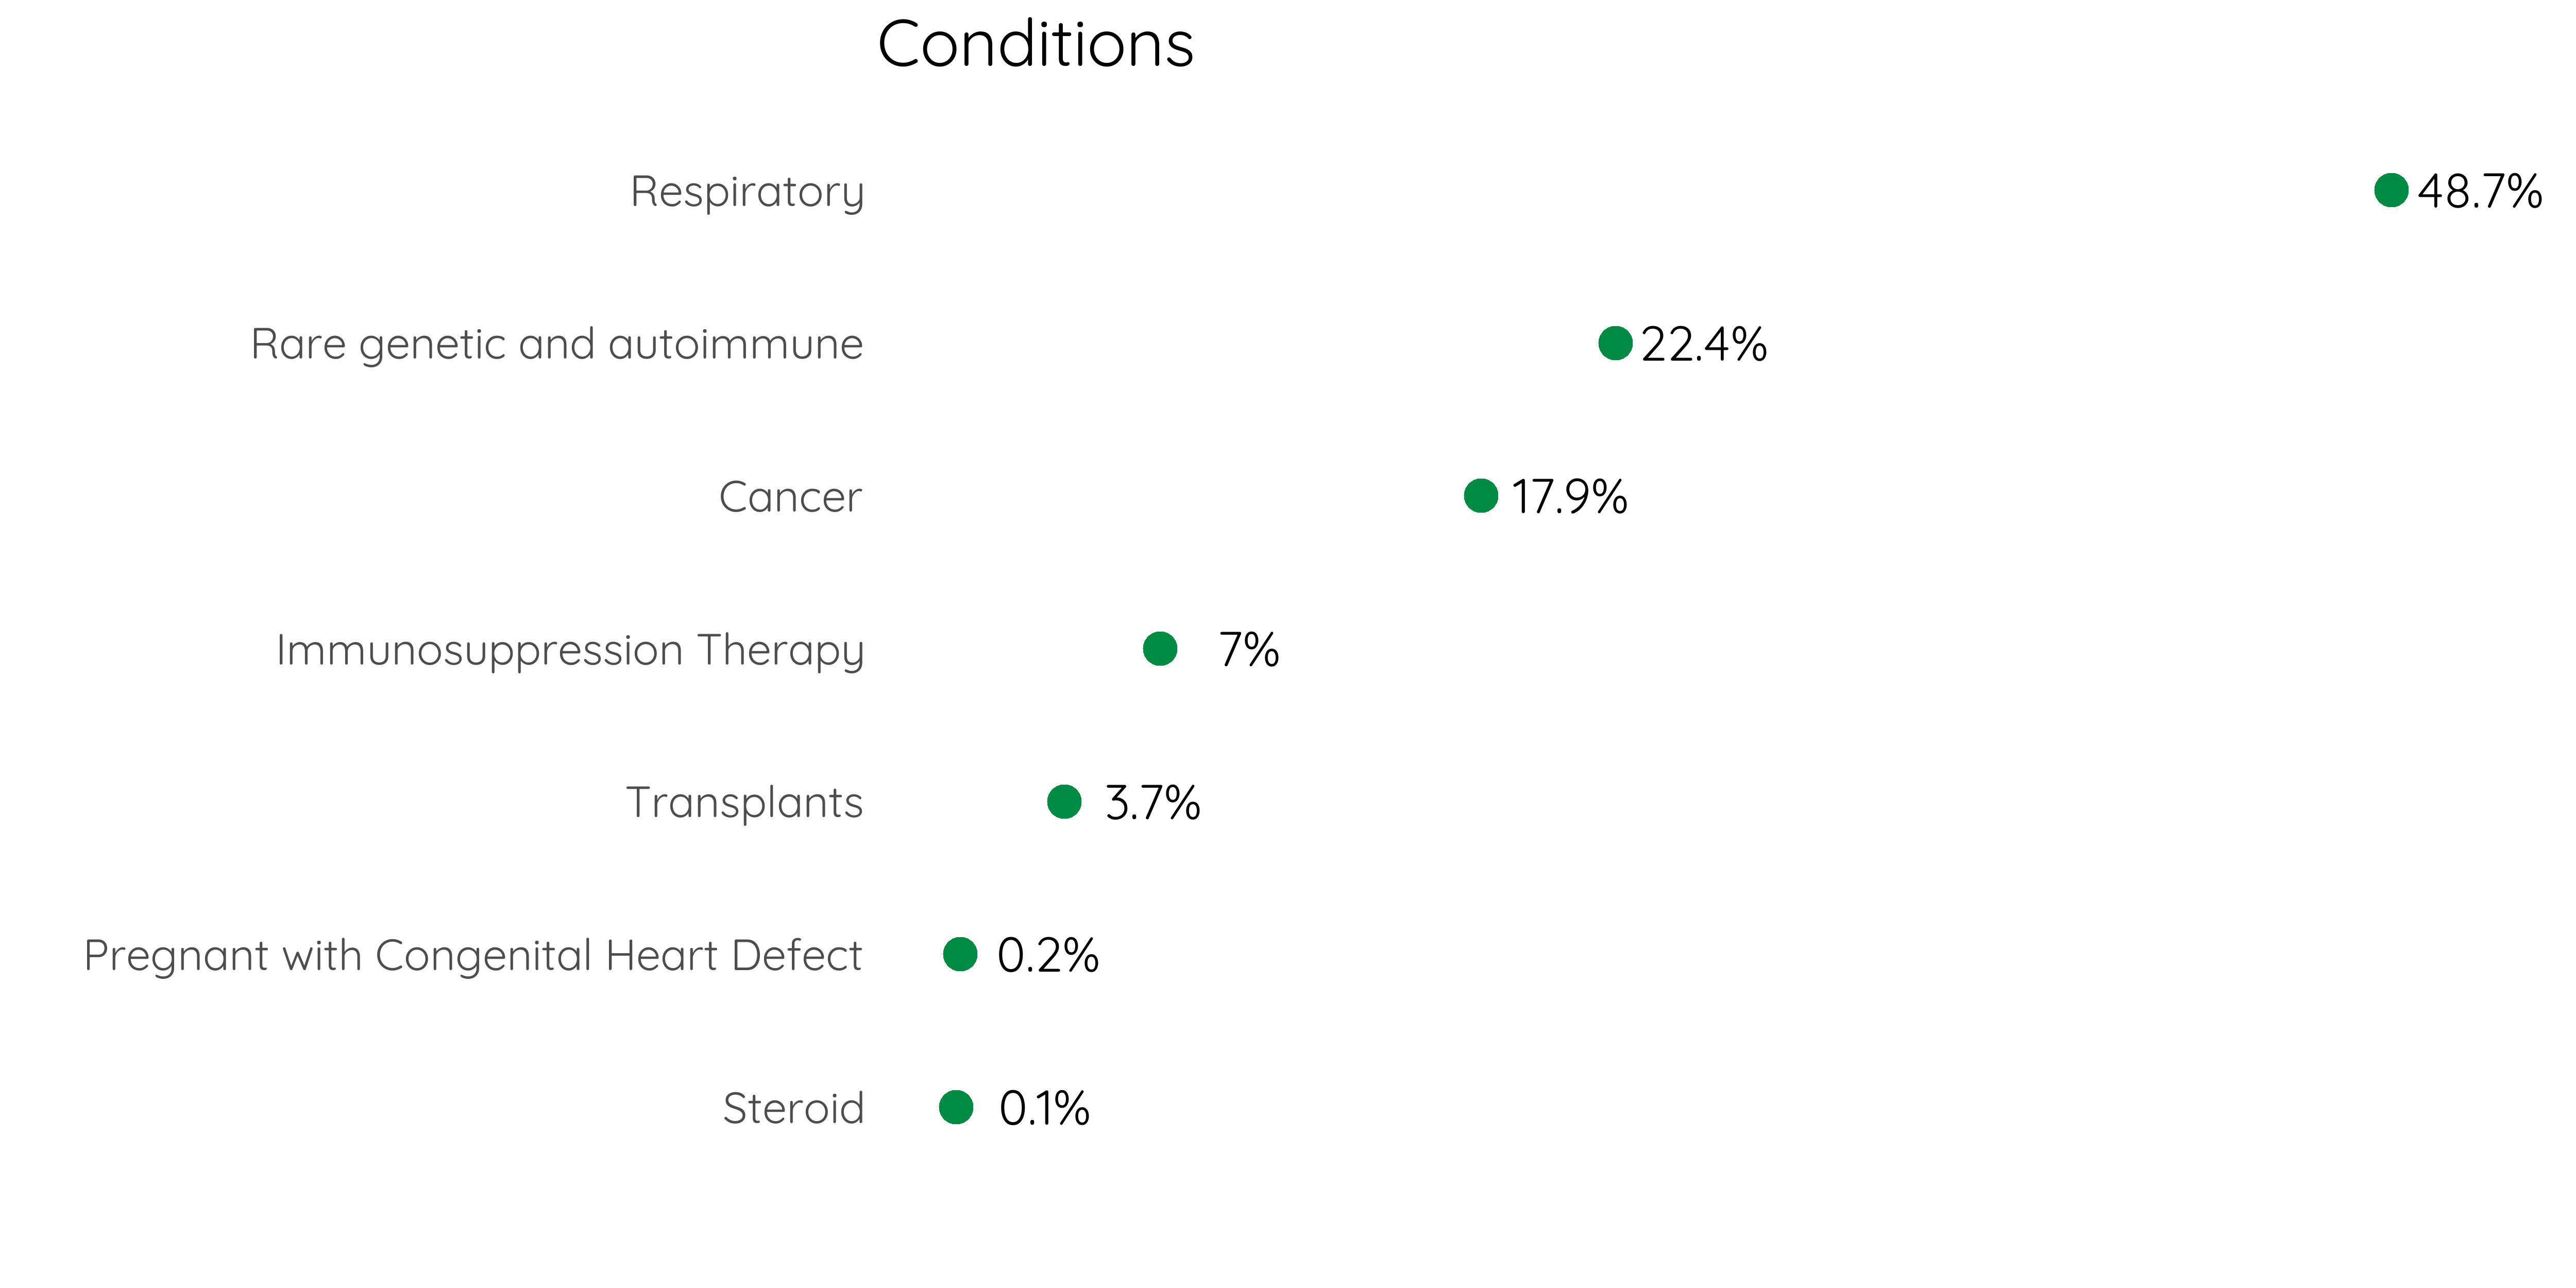 Conditions
Respiratory 48.7%
Rare genetic and autoimmune 22.4%
Cancer 17.9%
Immunosuppression Therapy 7%
Transplants 3.7%
Pregnant with Congenital Heart Defect 0.2%
Steroid 0.1%